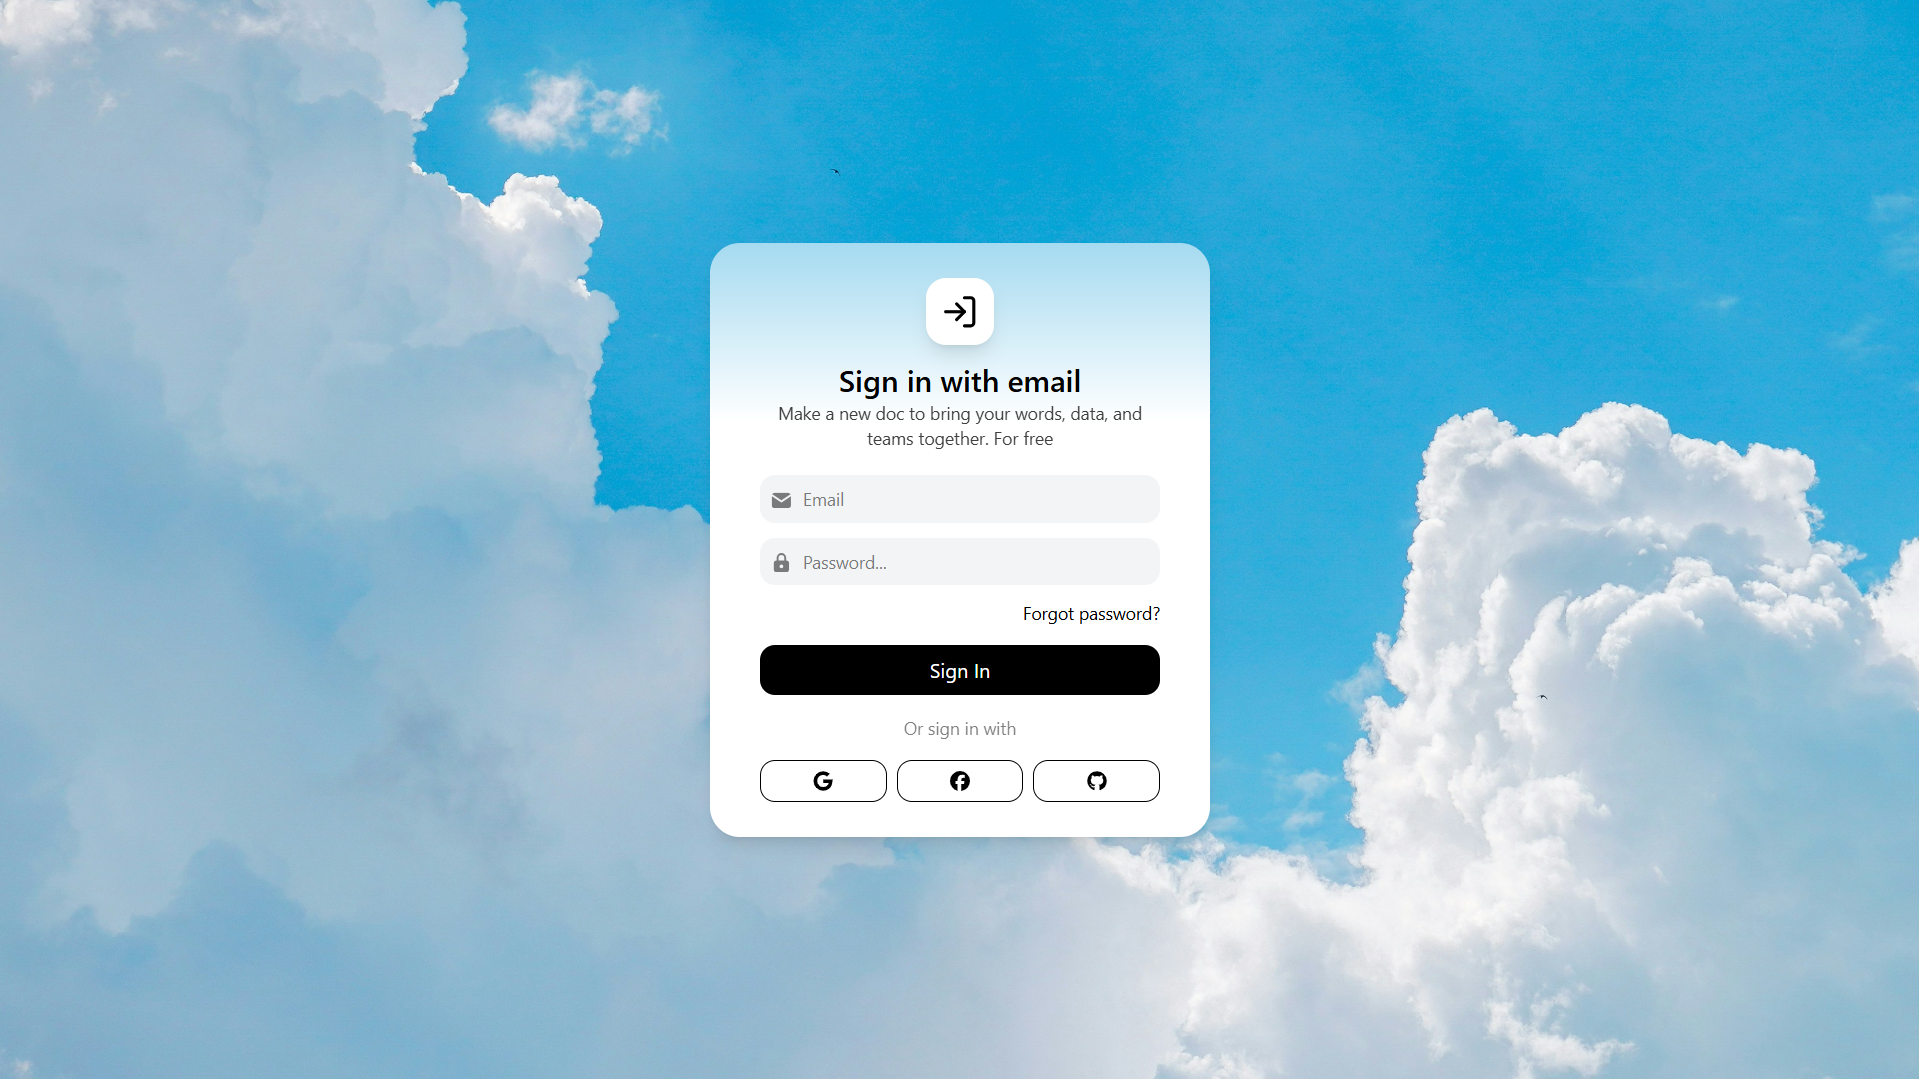 Sign in with email
Make a new doc to bring your words, data, and
teams together. For free
Email
Password...
Forgot password?
Sign In
Or sign in with